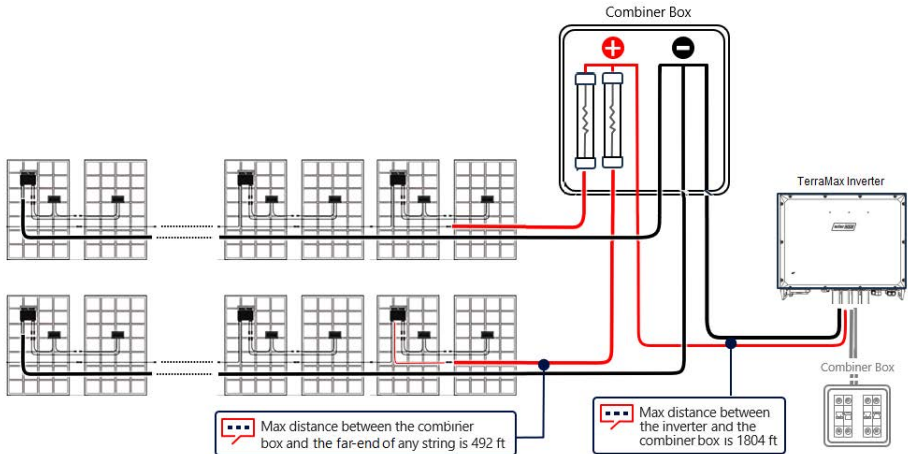 Combiner Box
TerraMax Inverter
Combiner Box
Max distance between the combiner
box and the far-end of any string is 492 ft
Max distance between
the inverter and the
combiner box is 1804 ft